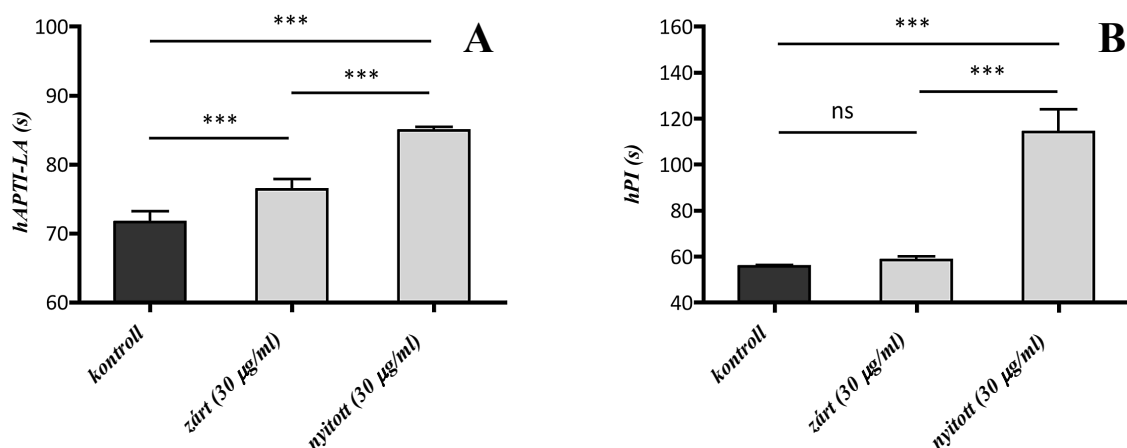 A
***
***
***
hAPTI-LA (s)
100
90
80
70
60
kontroll
zárt (30 µg/ml)
nyitott (30 µg/ml)
B
***
***
ns
hPI (s)
160
140
120
100
80
60
40
kontroll
zárt (30 µg/ml)
nyitott (30 µg/ml)